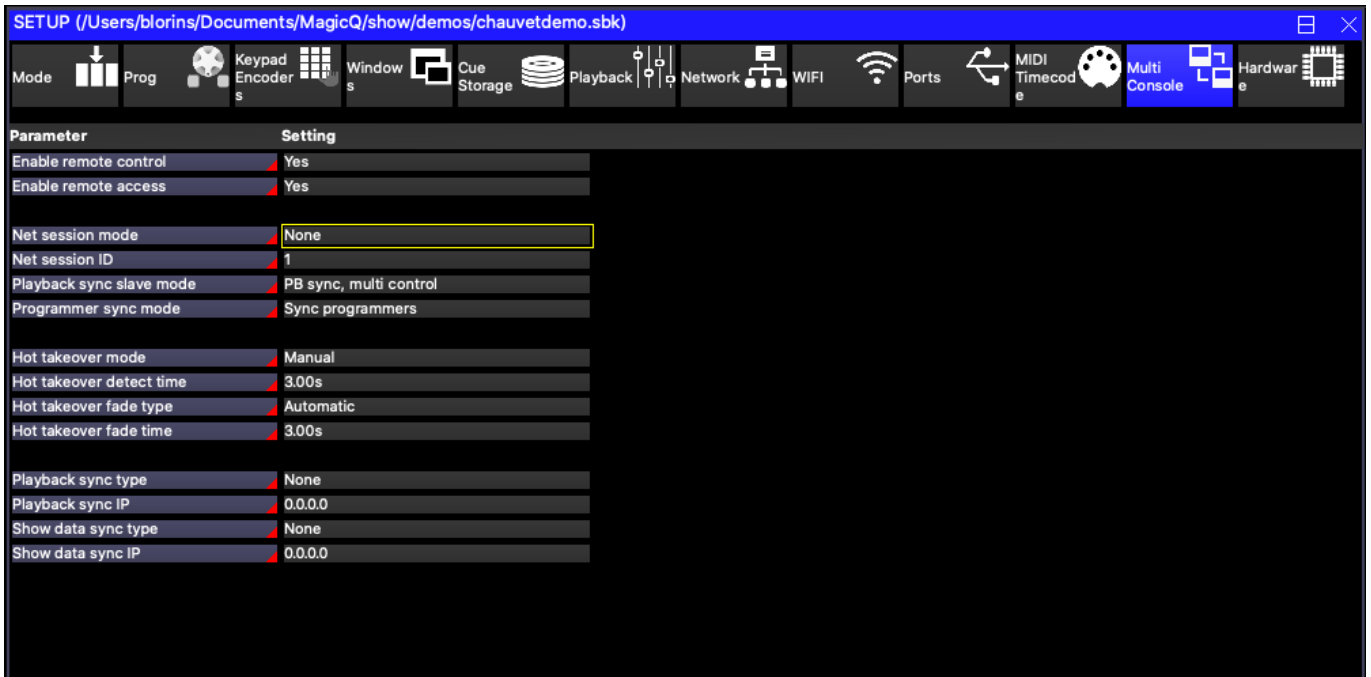 SETUP (/Users/blorins/Documents/MagicQ/show/demos/chauvetdemo.sbk)
Mode
Prog
Keypad
Encoder
s
Window
s
Cue
Storage
Playback
Network
WIFI
Ports
MIDI
Timecod
e
Multi
Console
Hardwar
e
Parameter Setting
Enable remote control Yes
Enable remote access Yes
Net session mode None
Net session ID 1
Playback sync slave mode PB sync, multi control
Programmer sync mode Sync programmers
Hot takeover mode Manual
Hot takeover detect time 3.00s
Hot takeover fade type Automatic
Hot takeover fade time 3.00s
Playback sync type None
Playback sync IP 0.0.0.0
Show data sync type None
Show data sync IP 0.0.0.0